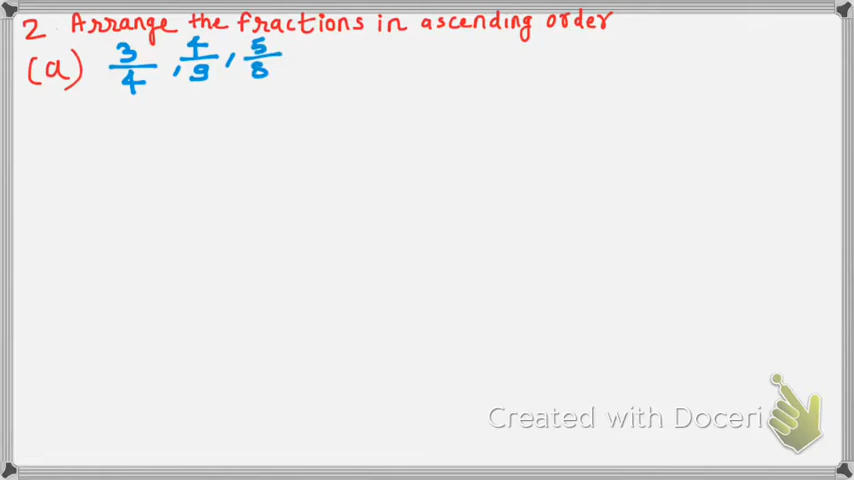 2 Arrange the fractions in ascending order
(a) 3/4, 4/9, 5/8
Created with Doceri